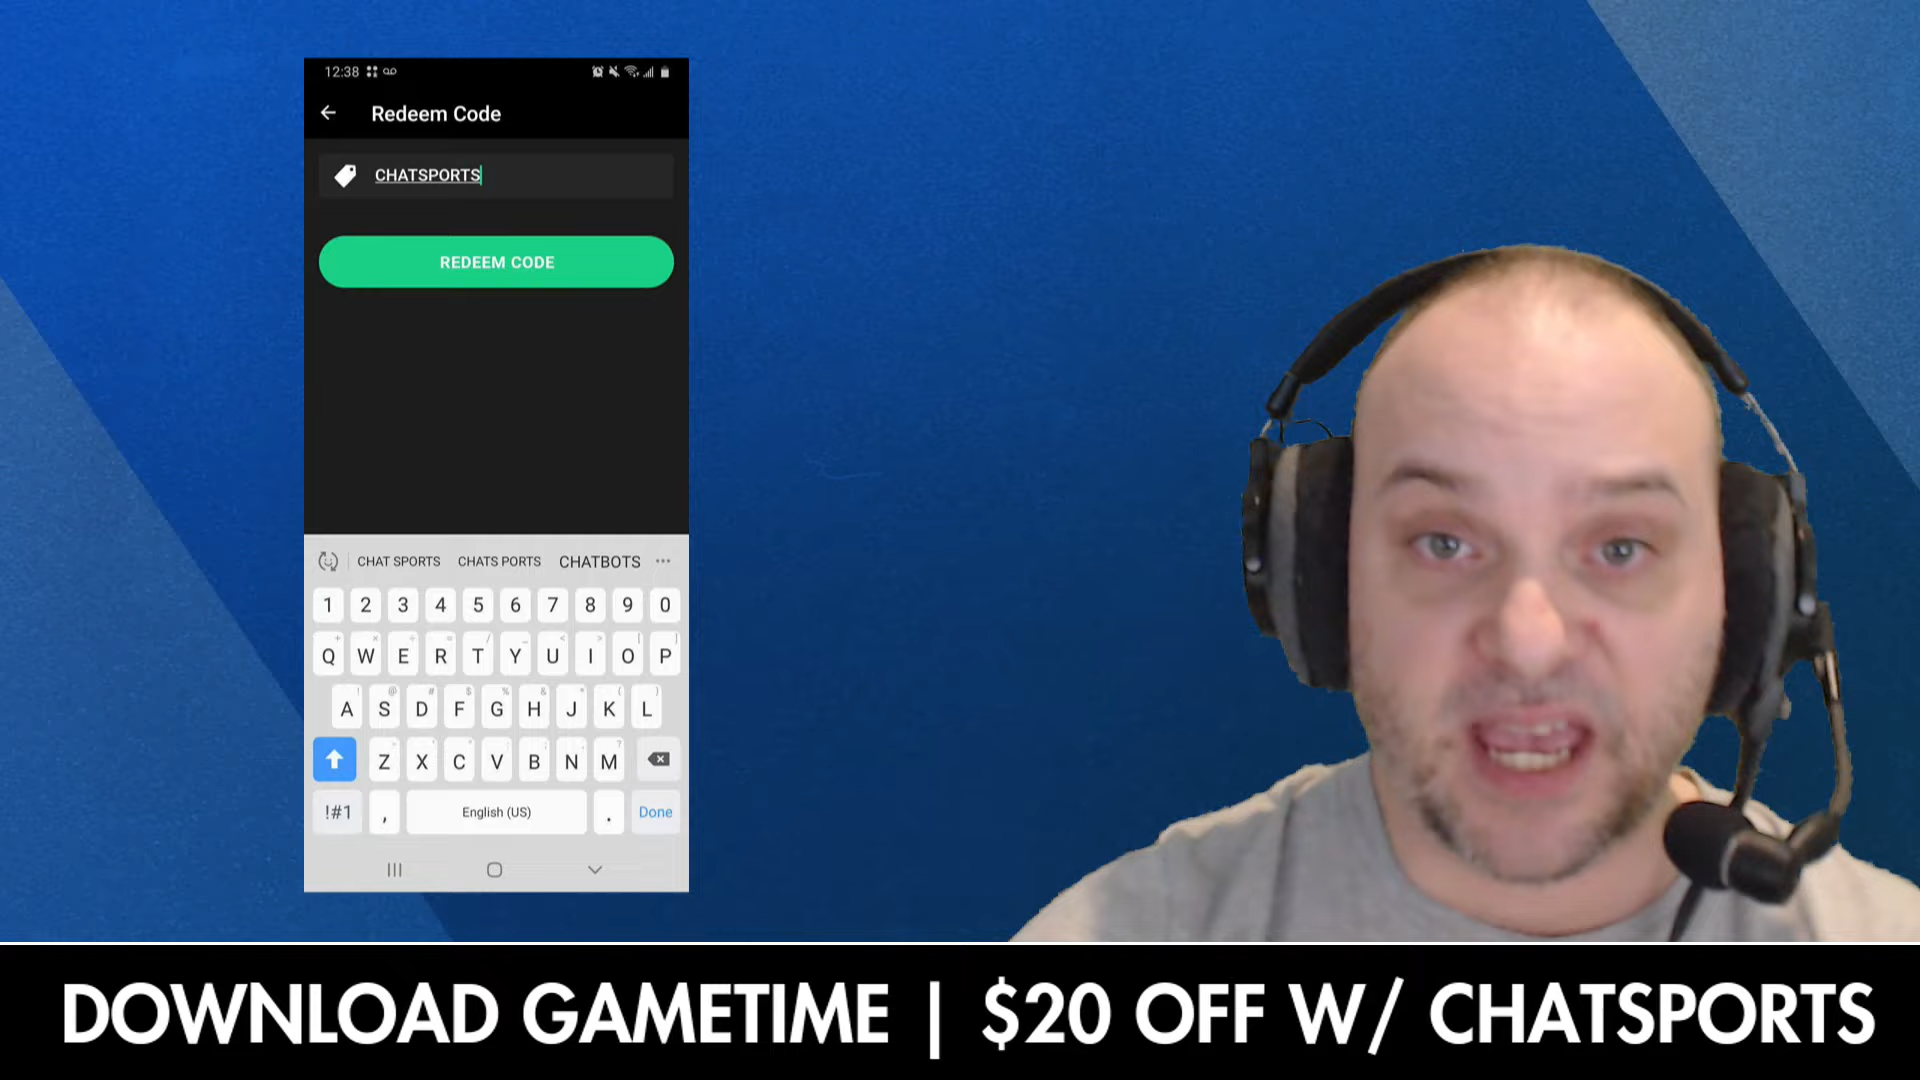 12:38
Redeem Code
CHATSPORTS
REDEEM CODE
CHAT SPORTS CHATS PORTS CHATBOTS
1 2 3 4 5 6 7 8 9 0
Q W E R T Y U I O P
A S D F G H J K L
Z X C V B N M
!#1 , English (US) . Done
DOWNLOAD GAMETIME | $20 OFF W/ CHATSPORTS